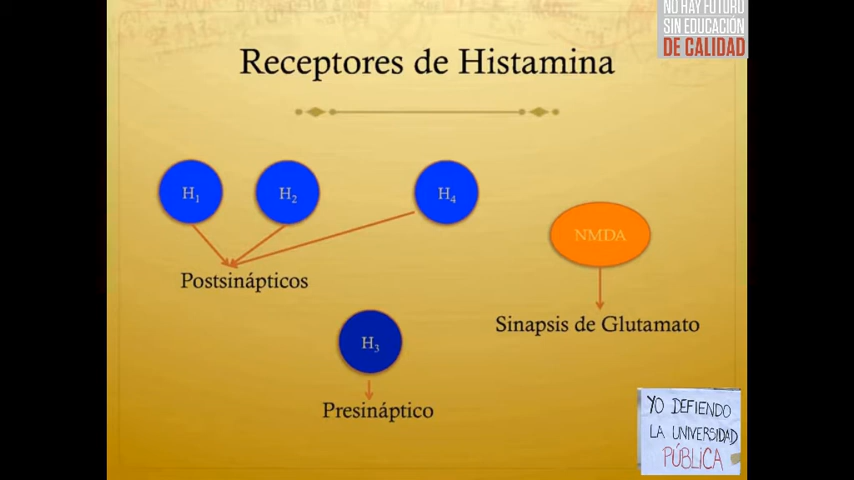 NO HAY FUTURO
SIN EDUCACIÓN
DE CALIDAD
Receptores de Histamina
H₁
H₂
H₄
NMDA
Postsinápticos
Sinapsis de Glutamato
H₃
Presináptico
YO DEFIENDO
LA UNIVERSIDAD
PÚBLICA